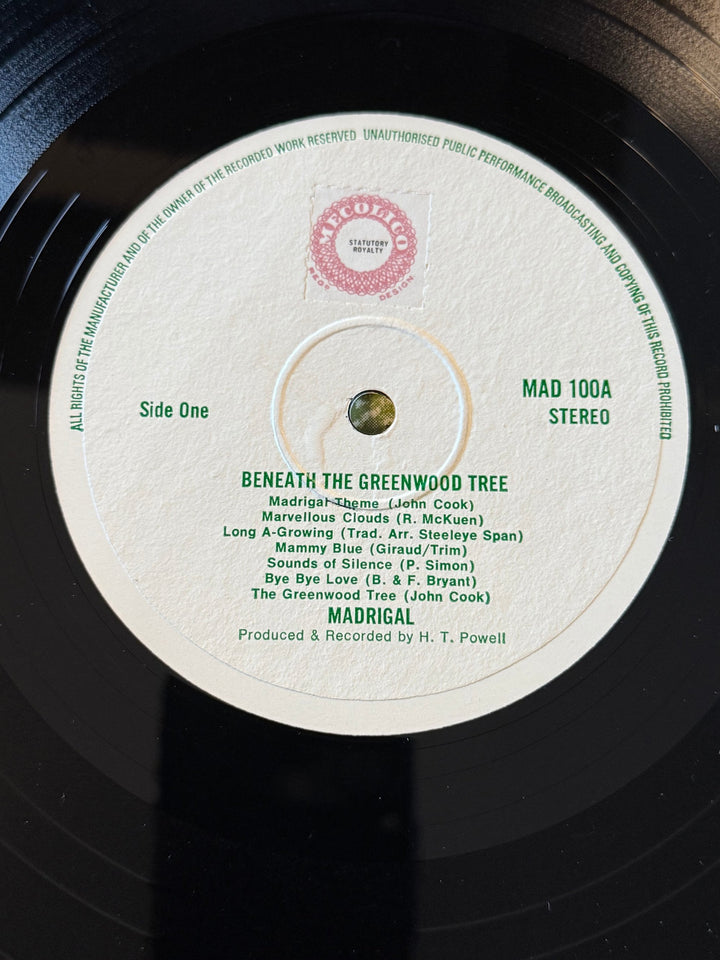 ALL RIGHTS OF THE MANUFACTURER AND OF THE OWNER OF THE RECORDED WORK RESERVED UNAUTHORISED PUBLIC PERFORMANCE BROADCASTING AND COPYING OF THIS RECORD PROHIBITED
MECOLICO
STATUTORY
ROYALTY
REGD. DESIGN.
Side One
MAD 100A
STEREO
BENEATH THE GREENWOOD TREE
Madrigal Theme (John Cook)
Marvellous Clouds (R. McKuen)
Long A-Growing (Trad. Arr. Steeleye Span)
Mammy Blue (Giraud/Trim)
Sounds of Silence (P. Simon)
Bye Bye Love (B. & F. Bryant)
The Greenwood Tree (John Cook)
MADRIGAL
Produced & Recorded by H. T. Powell